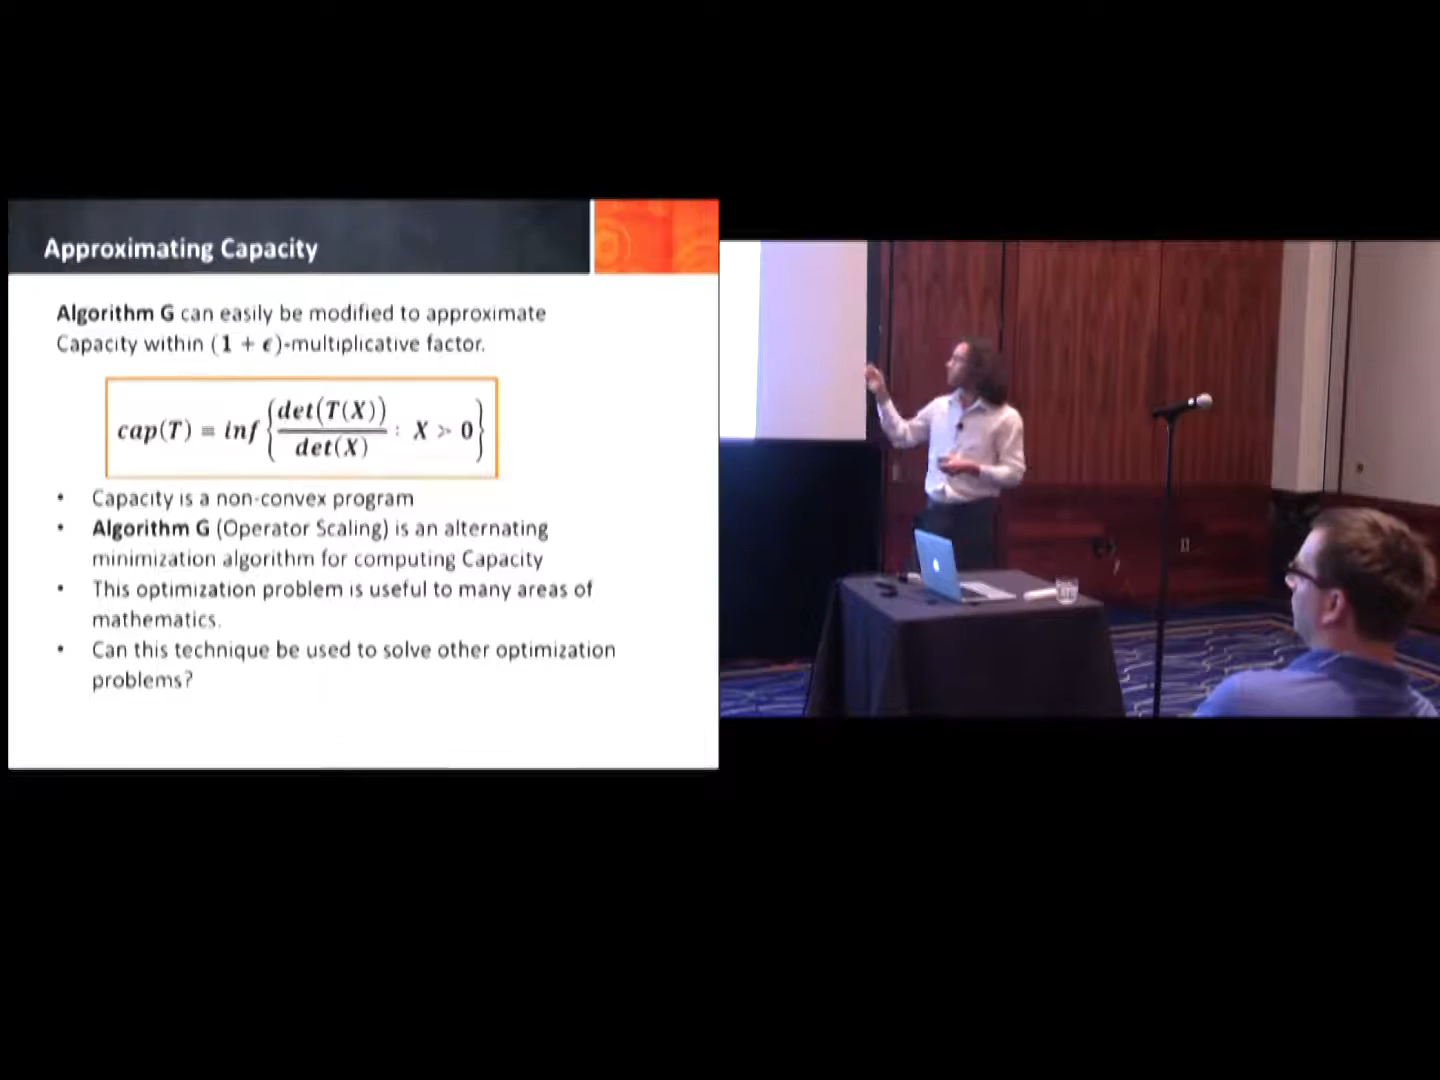 Approximating Capacity
Algorithm G can easily be modified to approximate
Capacity within (1 + ϵ)-multiplicative factor.
cap(T) = inf { det(T(X)) / det(X) : X ≻ 0 }
• Capacity is a non-convex program
• Algorithm G (Operator Scaling) is an alternating
minimization algorithm for computing Capacity
• This optimization problem is useful to many areas of
mathematics.
• Can this technique be used to solve other optimization
problems?